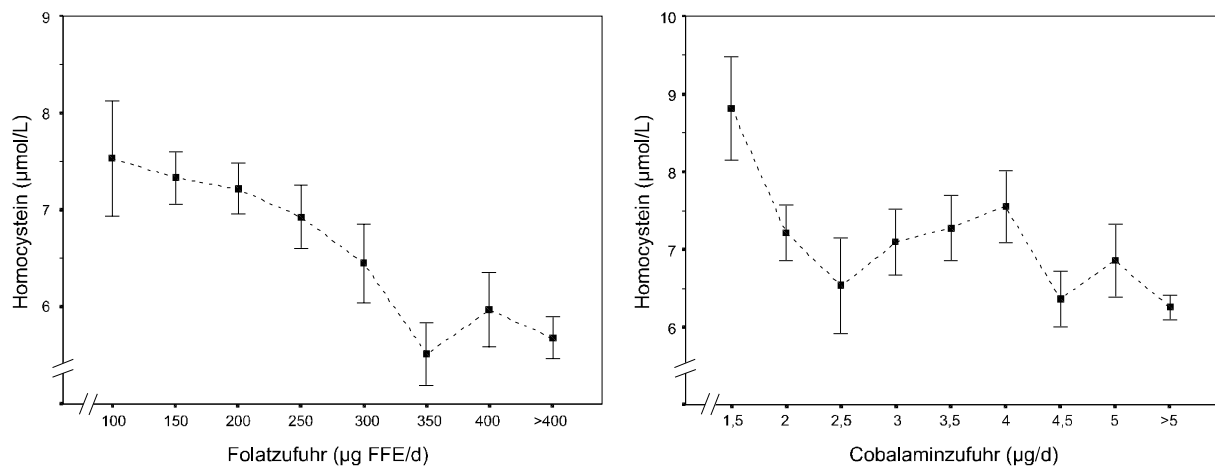 9
8
7
6
Homocystein (µmol/L)
100 150 200 250 300 350 400 >400
Folatzufuhr (µg FFE/d)
10
9
8
7
6
Homocystein (µmol/L)
1,5 2 2,5 3 3,5 4 4,5 5 >5
Cobalaminzufuhr (µg/d)